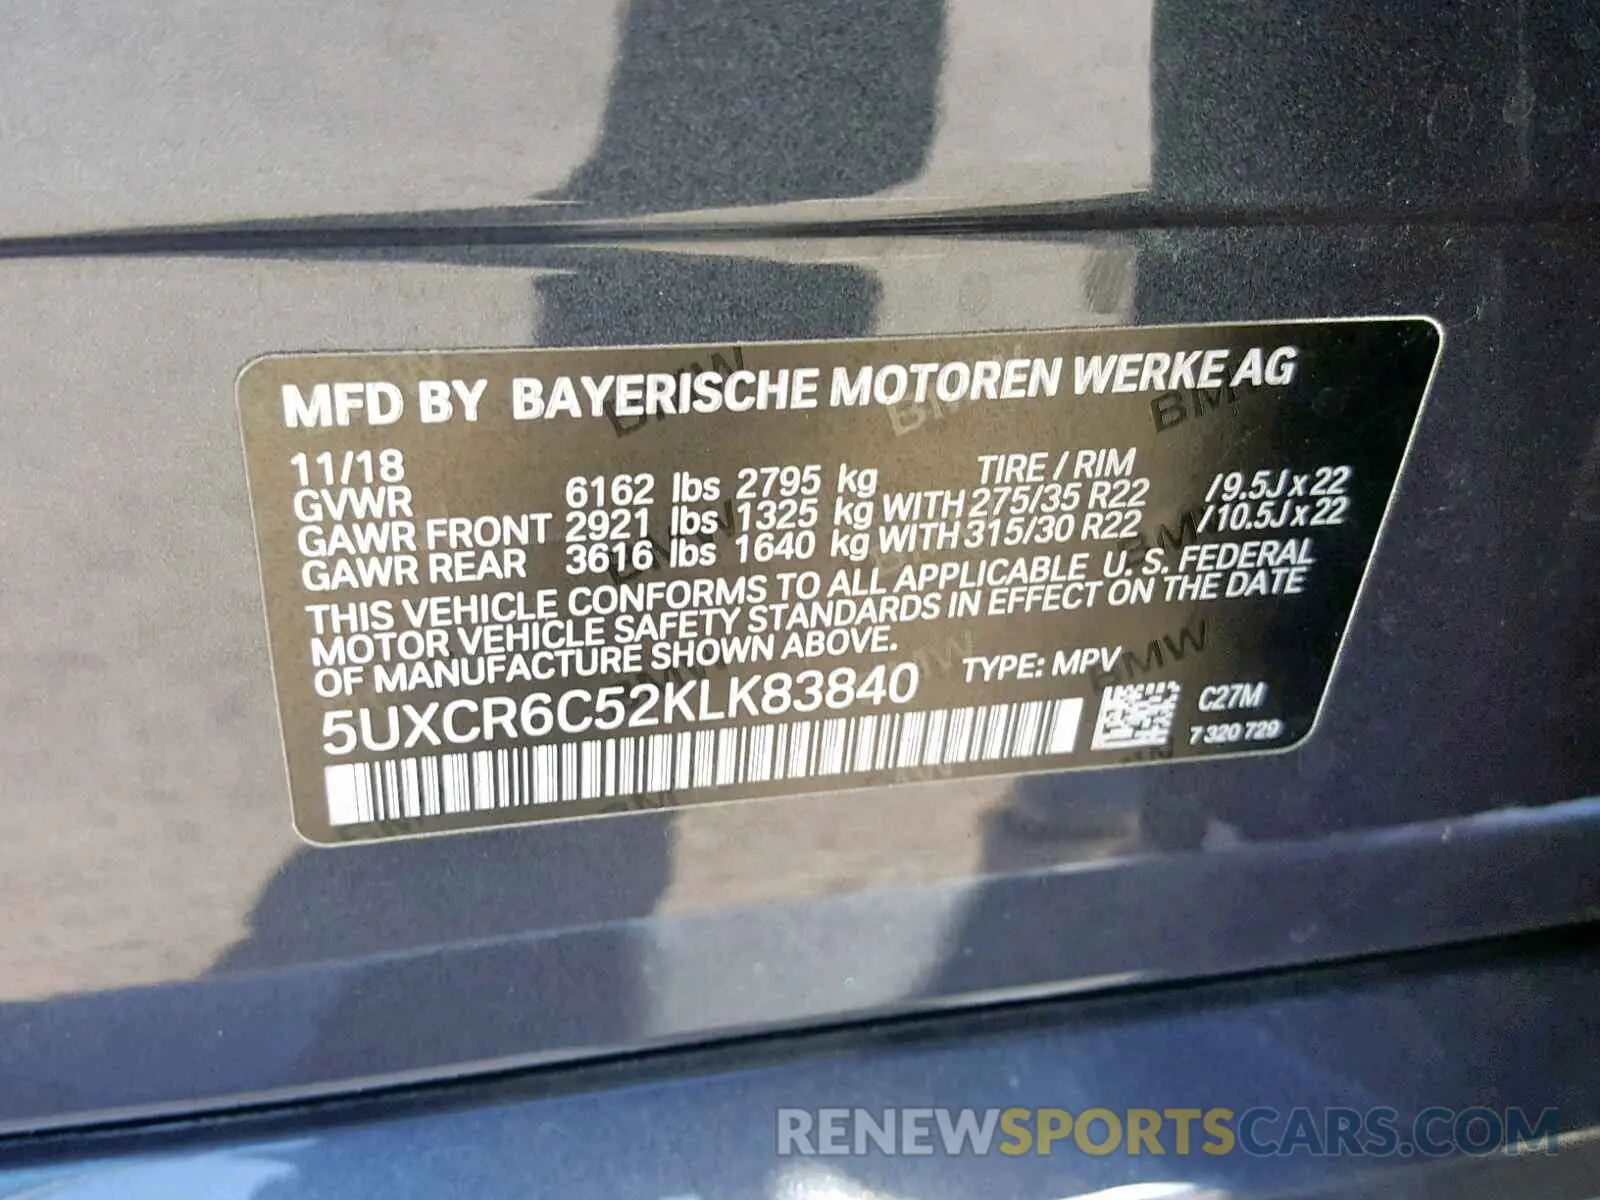 MFD BY BAYERISCHE MOTOREN WERKE AG
11/18 TIRE / RIM
GVWR 6162 lbs 2795 kg
GAWR FRONT 2921 lbs 1325 kg WITH 275/35 R22 /9.5J x 22
GAWR REAR 3616 lbs 1640 kg WITH 315/30 R22 /10.5J x 22
THIS VEHICLE CONFORMS TO ALL APPLICABLE U. S. FEDERAL
MOTOR VEHICLE SAFETY STANDARDS IN EFFECT ON THE DATE
OF MANUFACTURE SHOWN ABOVE.
5UXCR6C52KLK83840 TYPE: MPV
C27M
7 320 729
RENEWSPORTSCARS.COM